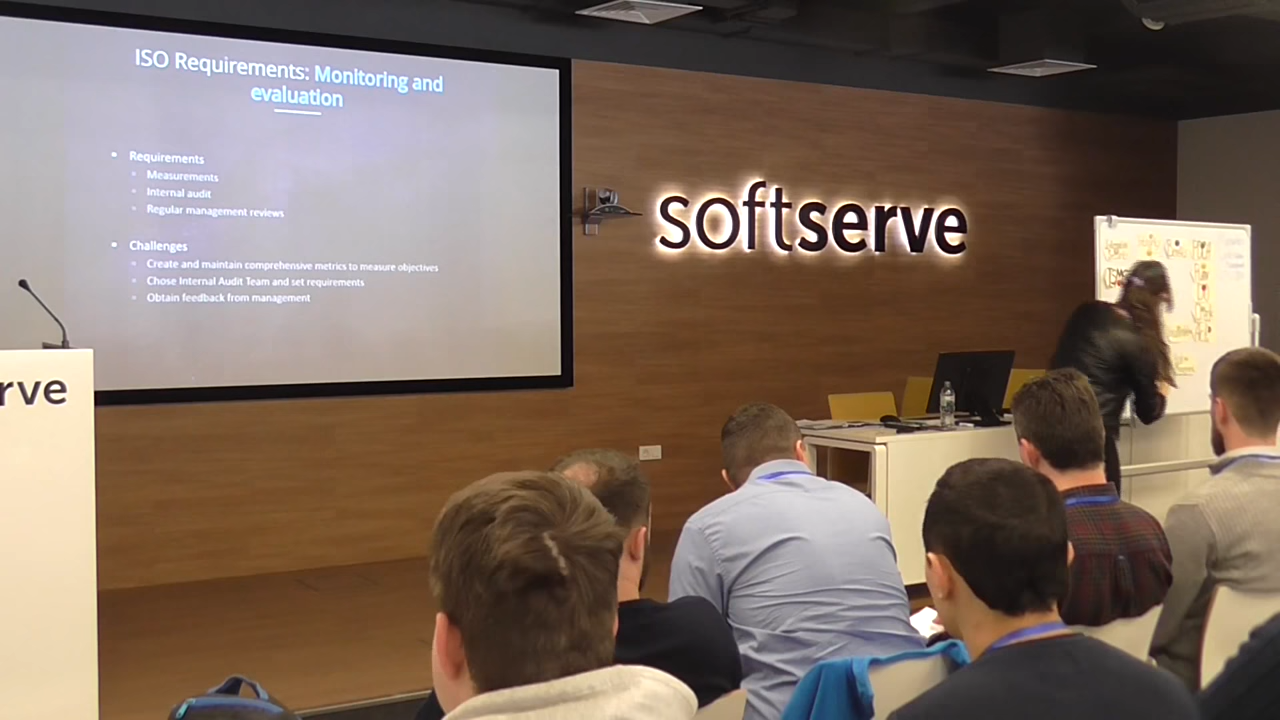 ISO Requirements: Monitoring and
evaluation
Requirements
Measurements
Internal audit
Regular management reviews
Challenges
Create and maintain comprehensive metrics to measure objectives
Chose Internal Audit Team and set requirements
Obtain feedback from management
softserve
rve